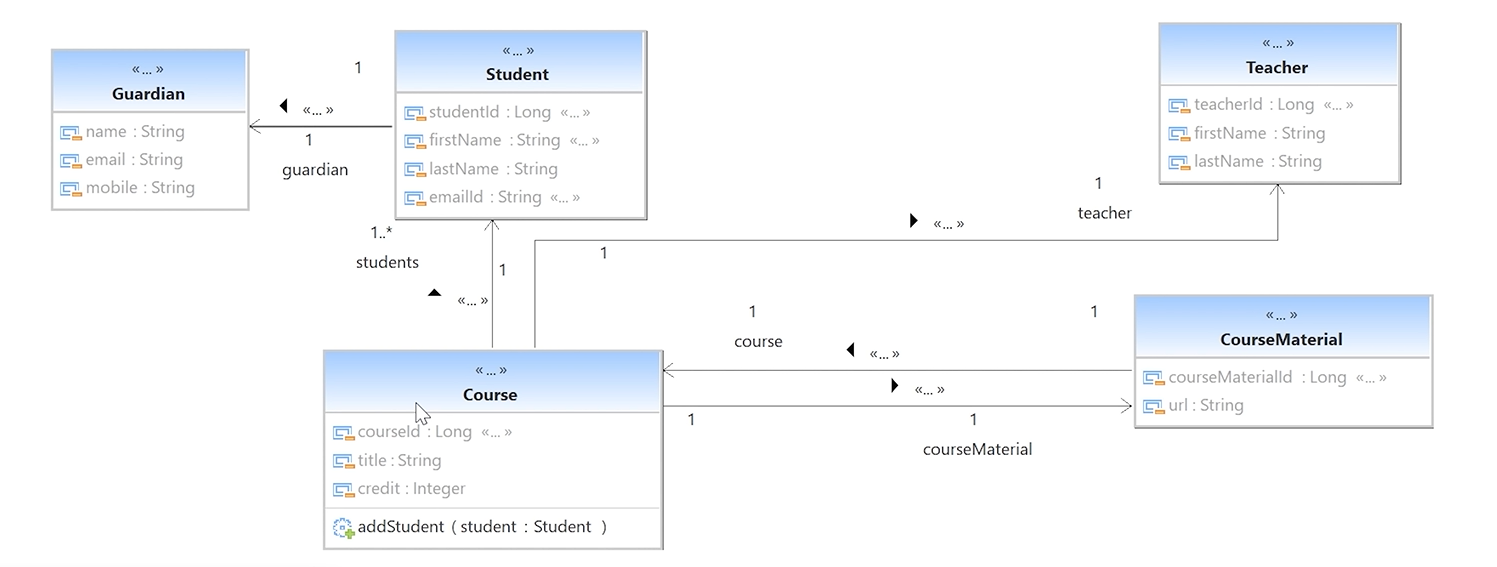 «... »
Guardian
name : String
email : String
mobile : String
1
«... »
1
guardian
«... »
Student
studentId : Long «... »
firstName : String «... »
lastName : String
emailId : String «... »
«... »
Teacher
teacherId : Long «... »
firstName : String
lastName : String
1..*
students
1
«... »
1
«... »
1
teacher
1
course
«... »
1
«... »
1
1
courseMaterial
«... »
Course
courseId : Long «... »
title : String
credit : Integer
addStudent ( student : Student )
«... »
CourseMaterial
courseMaterialId : Long «... »
url : String